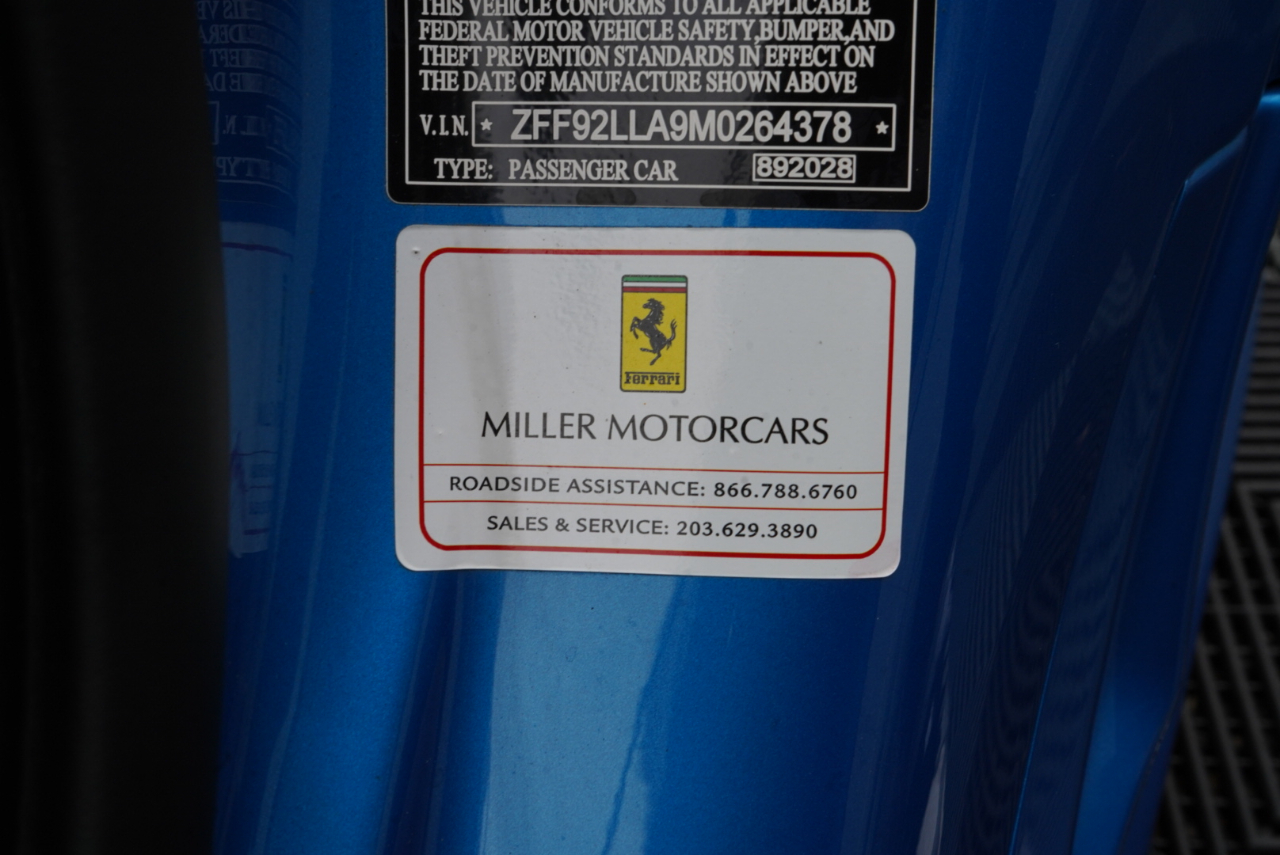 THIS VEHICLE CONFORMS TO ALL APPLICABLE
FEDERAL MOTOR VEHICLE SAFETY,BUMPER,AND
THEFT PREVENTION STANDARDS IN EFFECT ON
THE DATE OF MANUFACTURE SHOWN ABOVE
V.I.N. ★ ZFF92LLA9M0264378 ★
TYPE: PASSENGER CAR 892028
Ferrari
MILLER MOTORCARS
ROADSIDE ASSISTANCE: 866.788.6760
SALES & SERVICE: 203.629.3890